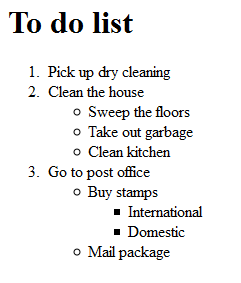 To do list
1. Pick up dry cleaning
2. Clean the house
Sweep the floors
Take out garbage
Clean kitchen
3. Go to post office
Buy stamps
International
Domestic
Mail package